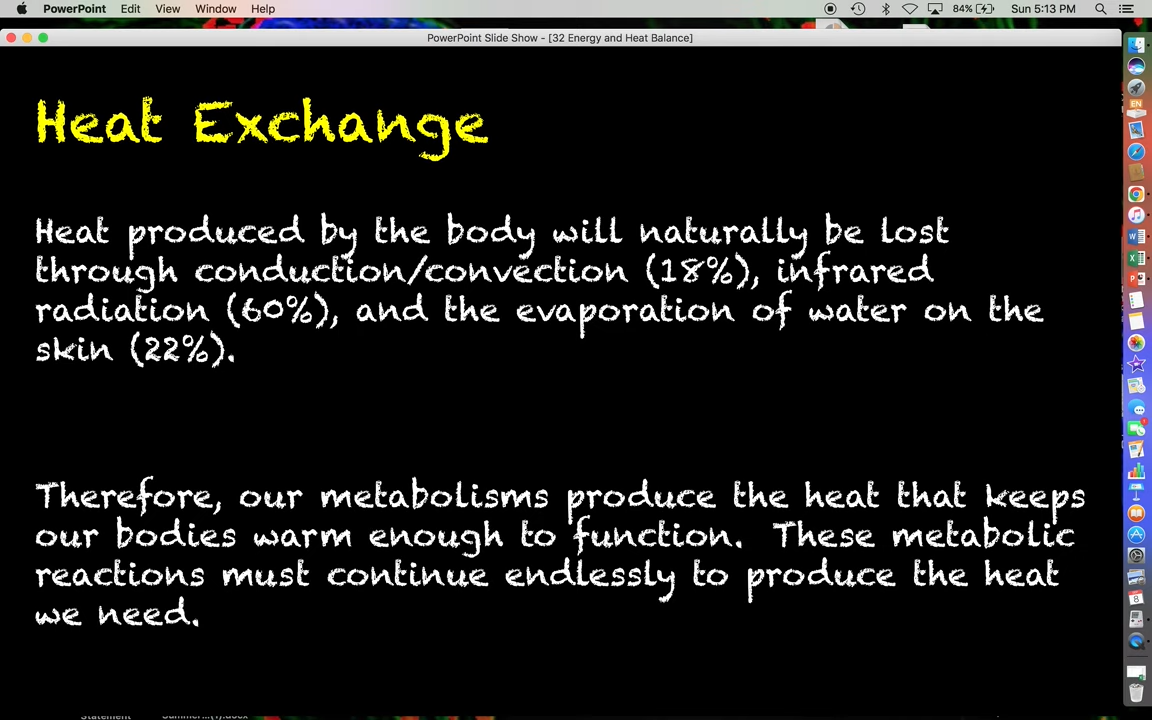 PowerPoint Edit View Window Help 84% Sun 5:13 PM
PowerPoint Slide Show - [32 Energy and Heat Balance]
Heat Exchange
Heat produced by the body will naturally be lost
through conduction/convection (18%), infrared
radiation (60%), and the evaporation of water on the
skin (22%).
Therefore, our metabolisms produce the heat that keeps
our bodies warm enough to function. These metabolic
reactions must continue endlessly to produce the heat
we need.
EN
8